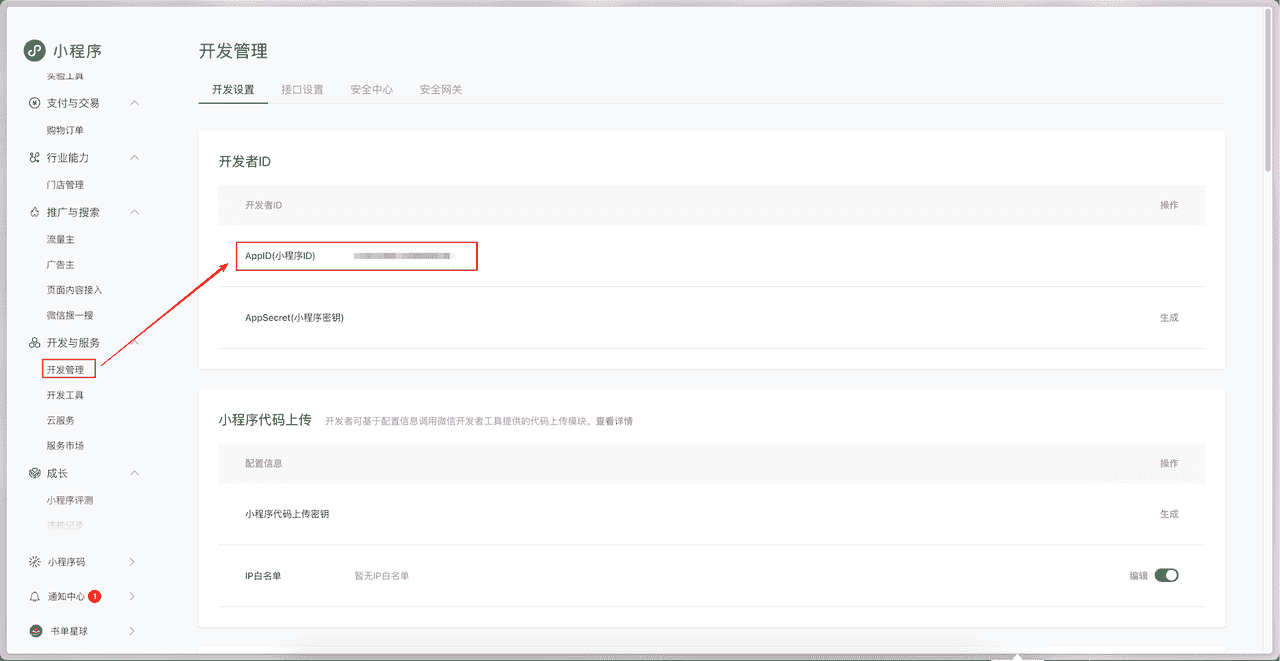 小程序
实验工具
支付与交易
购物订单
行业能力
门店管理
推广与搜索
流量主
广告主
页面内容接入
微信搜一搜
开发与服务
开发管理
开发工具
云服务
服务市场
成长
小程序评测
违规纪录
小程序码
通知中心 1
书单星球
开发管理
开发设置 接口设置 安全中心 安全网关
开发者ID
开发者ID 操作
AppID(小程序ID)
AppSecret(小程序密钥) 生成
小程序代码上传 开发者可基于配置信息调用微信开发者工具提供的代码上传模块。查看详情
配置信息 操作
小程序代码上传密钥 生成
IP白名单 暂无IP白名单 编辑